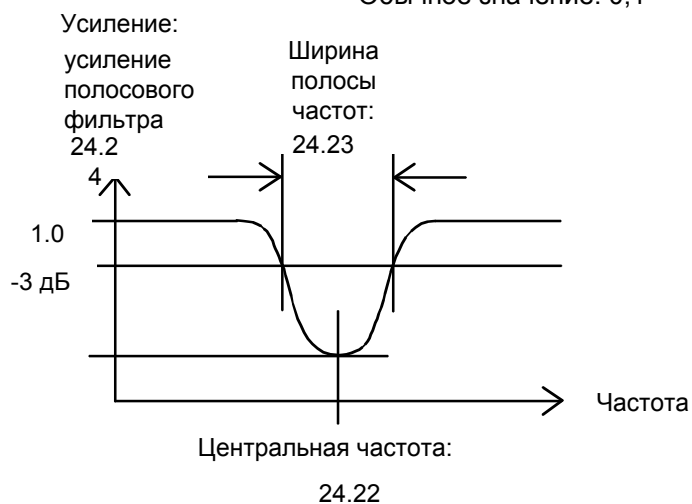 Усиление:
усиление
полосового
фильтра
24.2
4
Ширина
полосы
частот:
24.23
1.0
-3 дБ
Частота
Центральная частота:
24.22